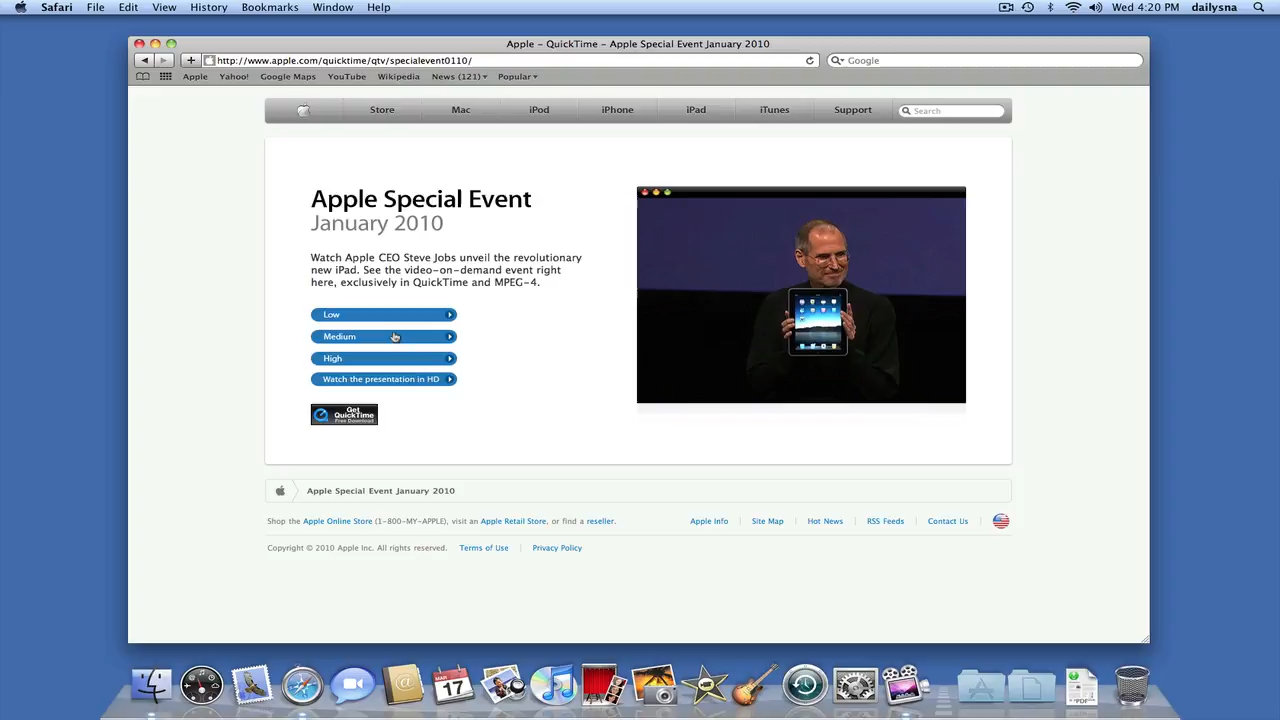 Safari File Edit View History Bookmarks Window Help
Wed 4:20 PM dailysna
Apple – QuickTime – Apple Special Event January 2010
http://www.apple.com/quicktime/qtv/specialevent0110/
Google
Apple Yahoo! Google Maps YouTube Wikipedia News (121) Popular
Store Mac iPod iPhone iPad iTunes Support Search
Apple Special Event
January 2010
Watch Apple CEO Steve Jobs unveil the revolutionary
new iPad. See the video-on-demand event right
here, exclusively in QuickTime and MPEG-4.
Low
Medium
High
Watch the presentation in HD
Get
QuickTime
Free Download
Apple Special Event January 2010
Shop the Apple Online Store (1-800-MY-APPLE), visit an Apple Retail Store, or find a reseller.
Apple Info Site Map Hot News RSS Feeds Contact Us
Copyright © 2010 Apple Inc. All rights reserved. Terms of Use Privacy Policy
MAR
17
PDF